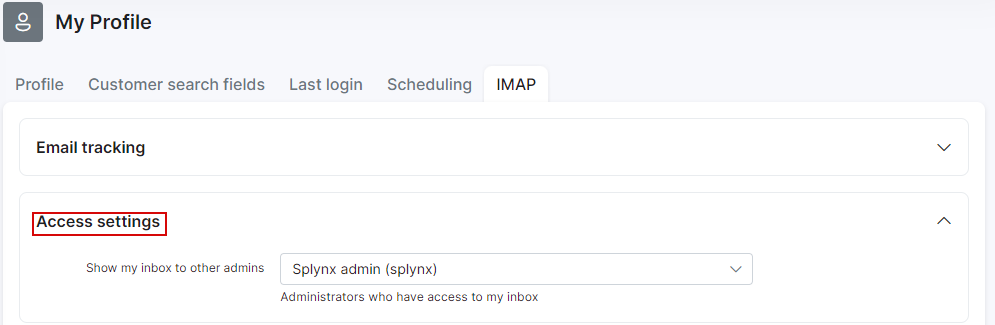 My Profile
Profile Customer search fields Last login Scheduling IMAP
Email tracking
Access settings
Show my inbox to other admins Splynx admin (splynx)
Administrators who have access to my inbox